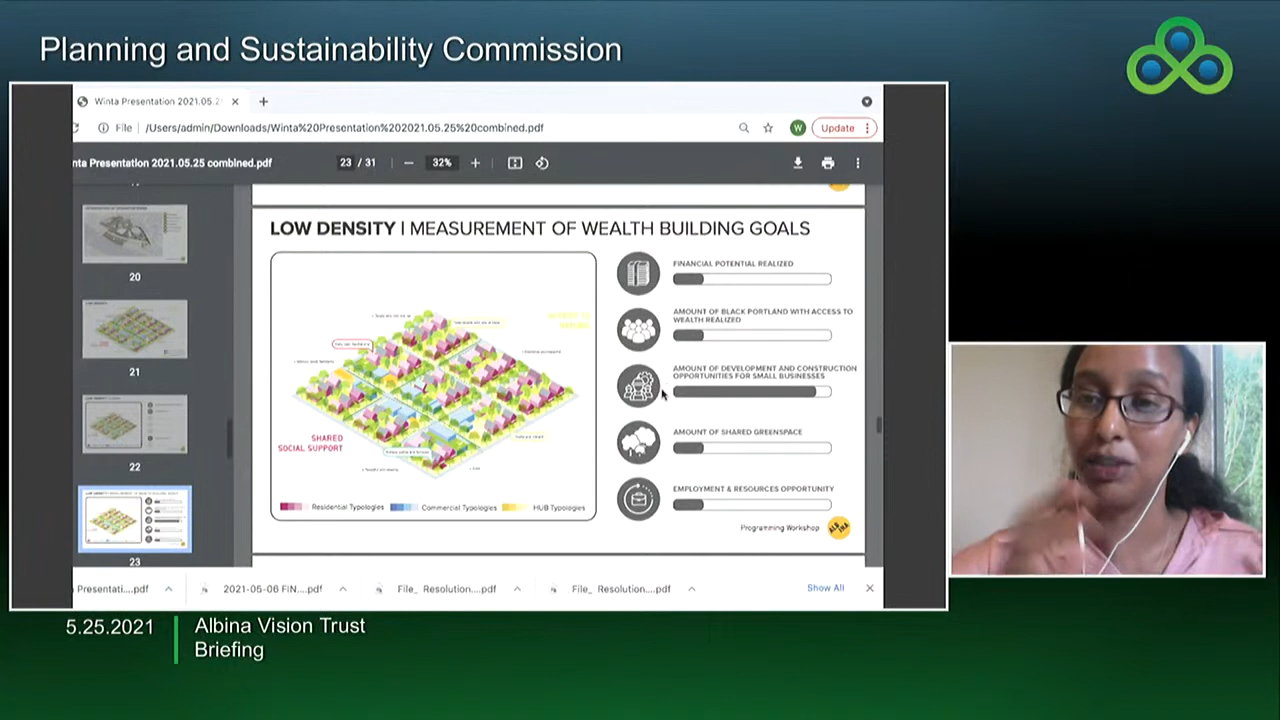 Planning and Sustainability Commission
Winta Presentation 2021.05.2
File
/Users/admin/Downloads/Winta%20Presentation%202021.05.25%20combined.pdf
W
Update
nta Presentation 2021.05.25 combined.pdf
23 / 31
32%
20
21
22
23
LOW DENSITY | MEASUREMENT OF WEALTH BUILDING GOALS
SHARED
SOCIAL SUPPORT
Residential Typologies
Commercial Typologies
HUB Typologies
FINANCIAL POTENTIAL REALIZED
AMOUNT OF BLACK PORTLAND WITH ACCESS TO
WEALTH REALIZED
AMOUNT OF DEVELOPMENT AND CONSTRUCTION
OPPORTUNITIES FOR SMALL BUSINESSES
AMOUNT OF SHARED GREENSPACE
EMPLOYMENT & RESOURCES OPPORTUNITY
Programming Workshop
ALBINA
Presentati....pdf
2021-05-06 FIN....pdf
File_ Resolution....pdf
File_ Resolution....pdf
Show All
5.25.2021
Albina Vision Trust
Briefing